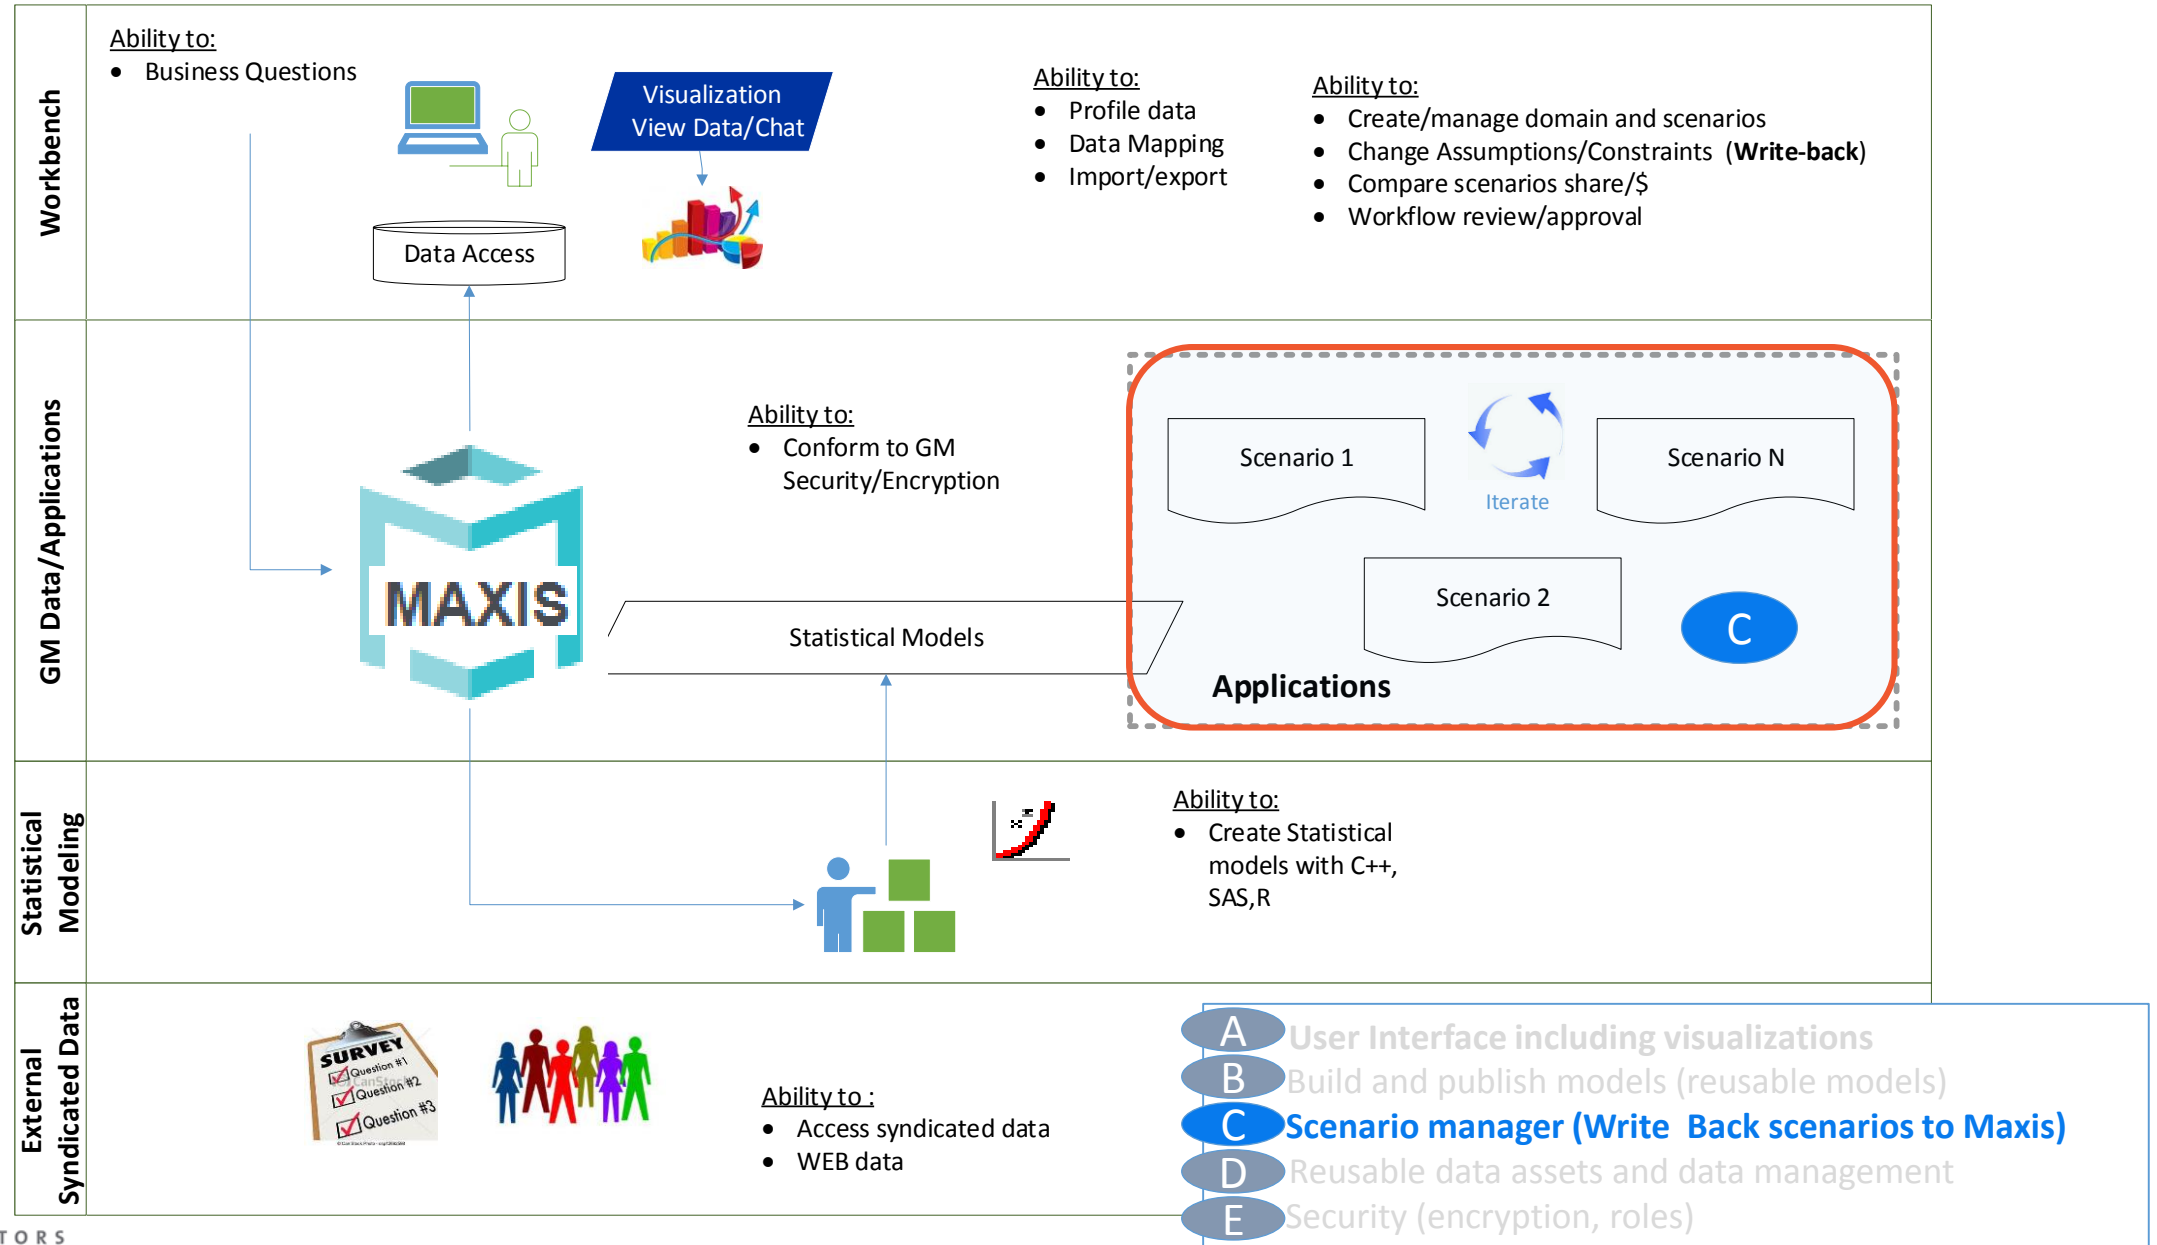 Workbench
Ability to:
• Business Questions
Visualization
View Data/Chat
Data Access
Ability to:
• Profile data
• Data Mapping
• Import/export
Ability to:
• Create/manage domain and scenarios
• Change Assumptions/Constraints (Write-back)
• Compare scenarios share/$
• Workflow review/approval
GM Data/Applications
MAXIS
Ability to:
• Conform to GM
Security/Encryption
Statistical Models
Scenario 1
Iterate
Scenario N
Scenario 2
C
Applications
Statistical
Modeling
Ability to:
• Create Statistical
models with C++,
SAS,R
External
Syndicated Data
SURVEY
Question #1
Question #2
Question #3
Ability to :
• Access syndicated data
• WEB data
A User Interface including visualizations
B Build and publish models (reusable models)
C Scenario manager (Write Back scenarios to Maxis)
D Reusable data assets and data management
E Security (encryption, roles)
TORS